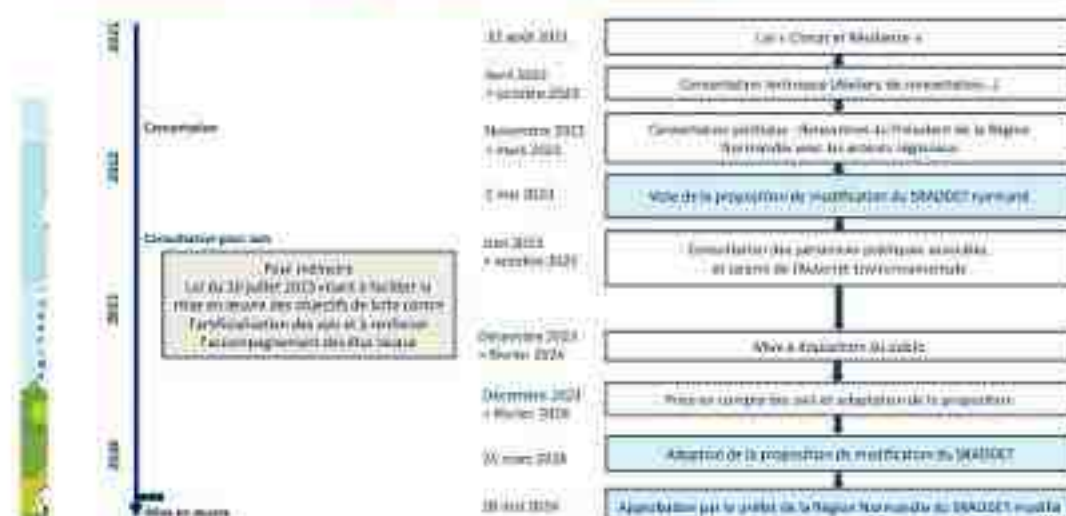 2021
22 août 2021
Loi « Climat et Résilience »
Avril 2022
> octobre 2022
Concertation technique (Ateliers de concertation...)
Concertation
Novembre 2022
> mars 2023
Concertation politique : Rencontres du Président de la Région
Normandie avec les acteurs régionaux
2022
2 mai 2023
Vote de la proposition de modification du SRADDET normand
Consultation pour avis
> octobre 2023
Consultation des personnes publiques associées
et saisine de l'Autorité Environnementale
Pour mémoire
Loi du 20 juillet 2023 visant à faciliter la
mise en œuvre des objectifs de lutte contre
l'artificialisation des sols et à renforcer
l'accompagnement des élus locaux
2023
Décembre 2023
> février 2024
Mise à disposition du public
Décembre 2023
> février 2024
Prise en compte des avis et adaptation de la proposition
2024
25 mars 2024
Adoption de la proposition de modification du SRADDET
28 mai 2024
Approbation par le préfet de la Région Normandie du SRADDET modifié
Mise en œuvre